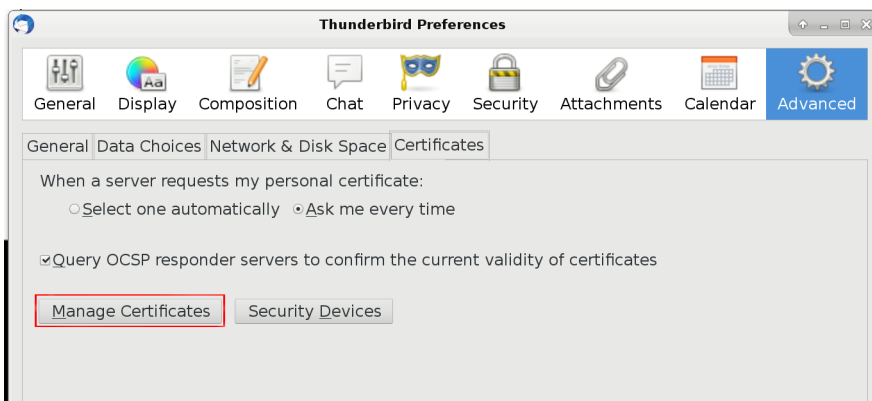 Thunderbird Preferences
General Display Composition Chat Privacy Security Attachments Calendar Advanced
General Data Choices Network & Disk Space Certificates
When a server requests my personal certificate:
Select one automatically Ask me every time
Query OCSP responder servers to confirm the current validity of certificates
Manage Certificates Security Devices